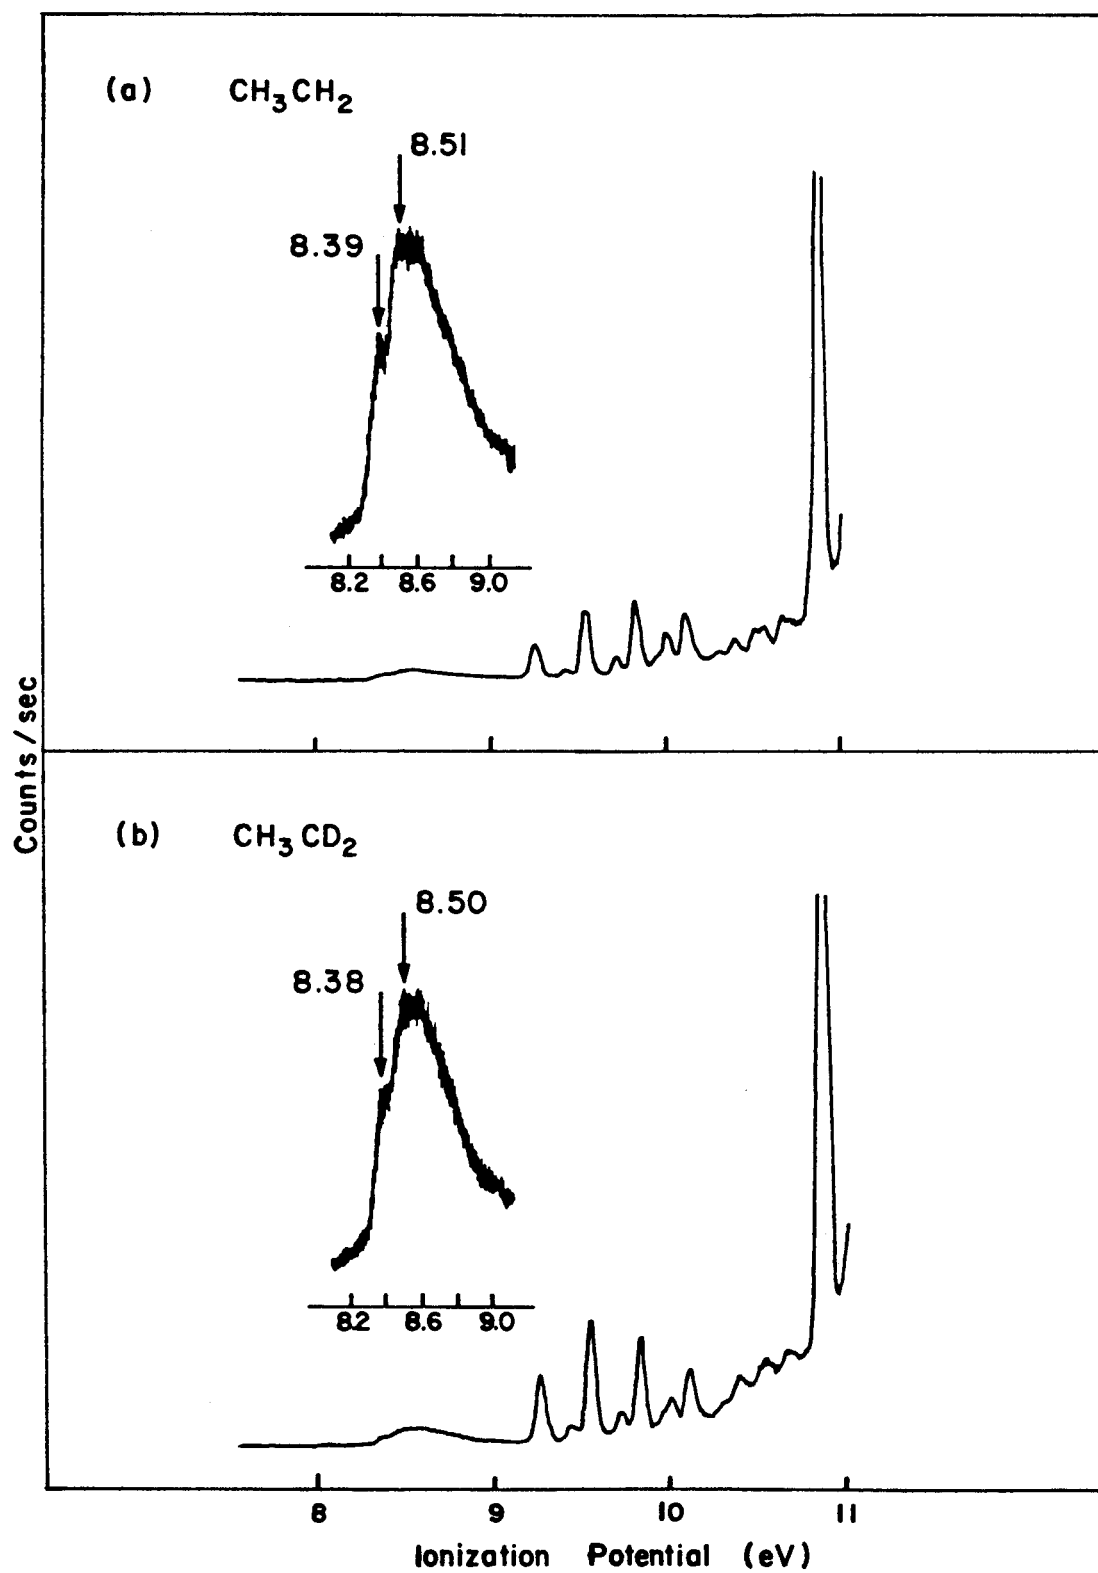 (a) CH3CH2
8.51
8.39
8.2 8.6 9.0
Counts/sec
(b) CH3CD2
8.50
8.38
8.2 8.6 9.0
8 9 10 11
Ionization Potential (eV)